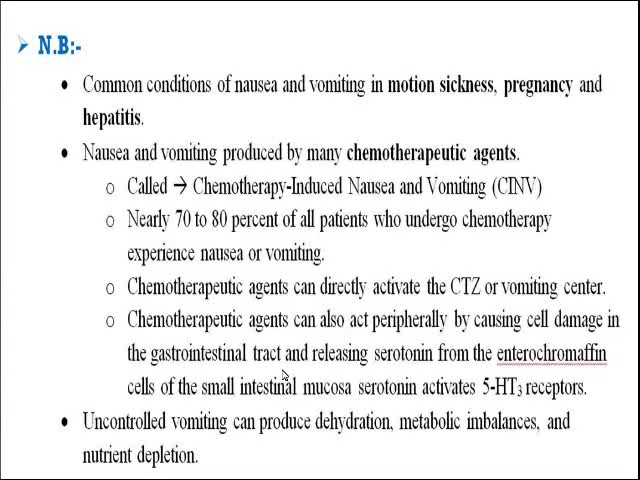 ➢ N.B:-
• Common conditions of nausea and vomiting in motion sickness, pregnancy and
hepatitis.
• Nausea and vomiting produced by many chemotherapeutic agents.
o Called → Chemotherapy-Induced Nausea and Vomiting (CINV)
o Nearly 70 to 80 percent of all patients who undergo chemotherapy
experience nausea or vomiting.
o Chemotherapeutic agents can directly activate the CTZ or vomiting center.
o Chemotherapeutic agents can also act peripherally by causing cell damage in
the gastrointestinal tract and releasing serotonin from the enterochromaffin
cells of the small intestinal mucosa serotonin activates 5-HT₃ receptors.
• Uncontrolled vomiting can produce dehydration, metabolic imbalances, and
nutrient depletion.